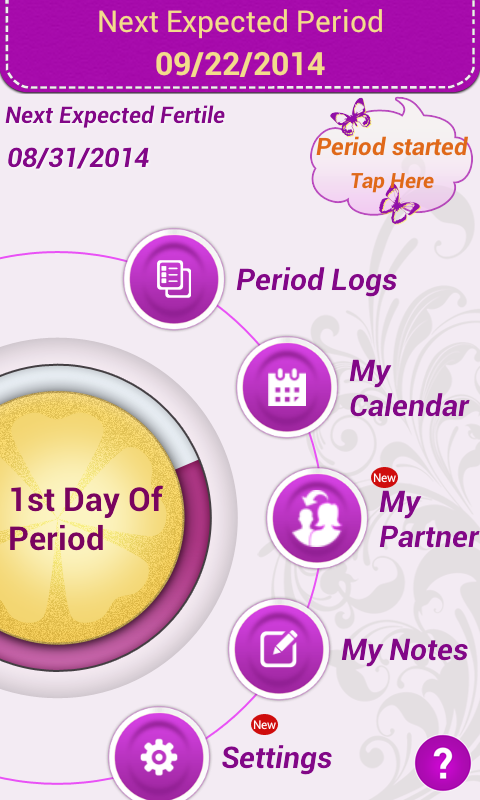 Next Expected Period
09/22/2014
Next Expected Fertile
08/31/2014
Period started
Tap Here
Period Logs
My
Calendar
New
My
Partner
1st Day Of
Period
My Notes
New
Settings
?